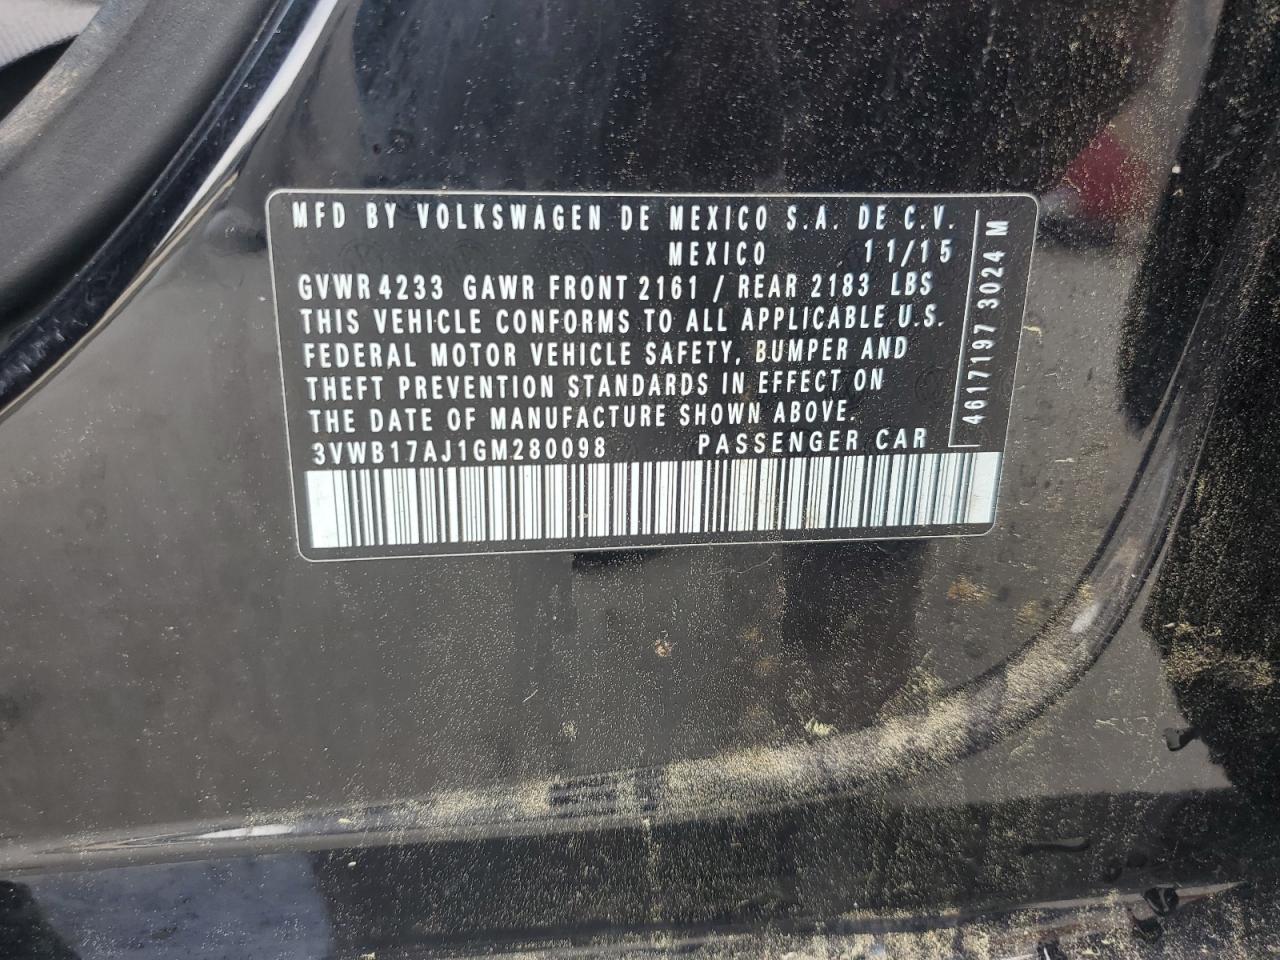 MFD BY VOLKSWAGEN DE MEXICO S.A. DE C.V.
MEXICO 11/15
GVWR 4233 GAWR FRONT 2161 / REAR 2183 LBS
THIS VEHICLE CONFORMS TO ALL APPLICABLE U.S.
FEDERAL MOTOR VEHICLE SAFETY, BUMPER AND
THEFT PREVENTION STANDARDS IN EFFECT ON
THE DATE OF MANUFACTURE SHOWN ABOVE.
3VWB17AJ1GM280098 PASSENGER CAR
4617197 3024 M